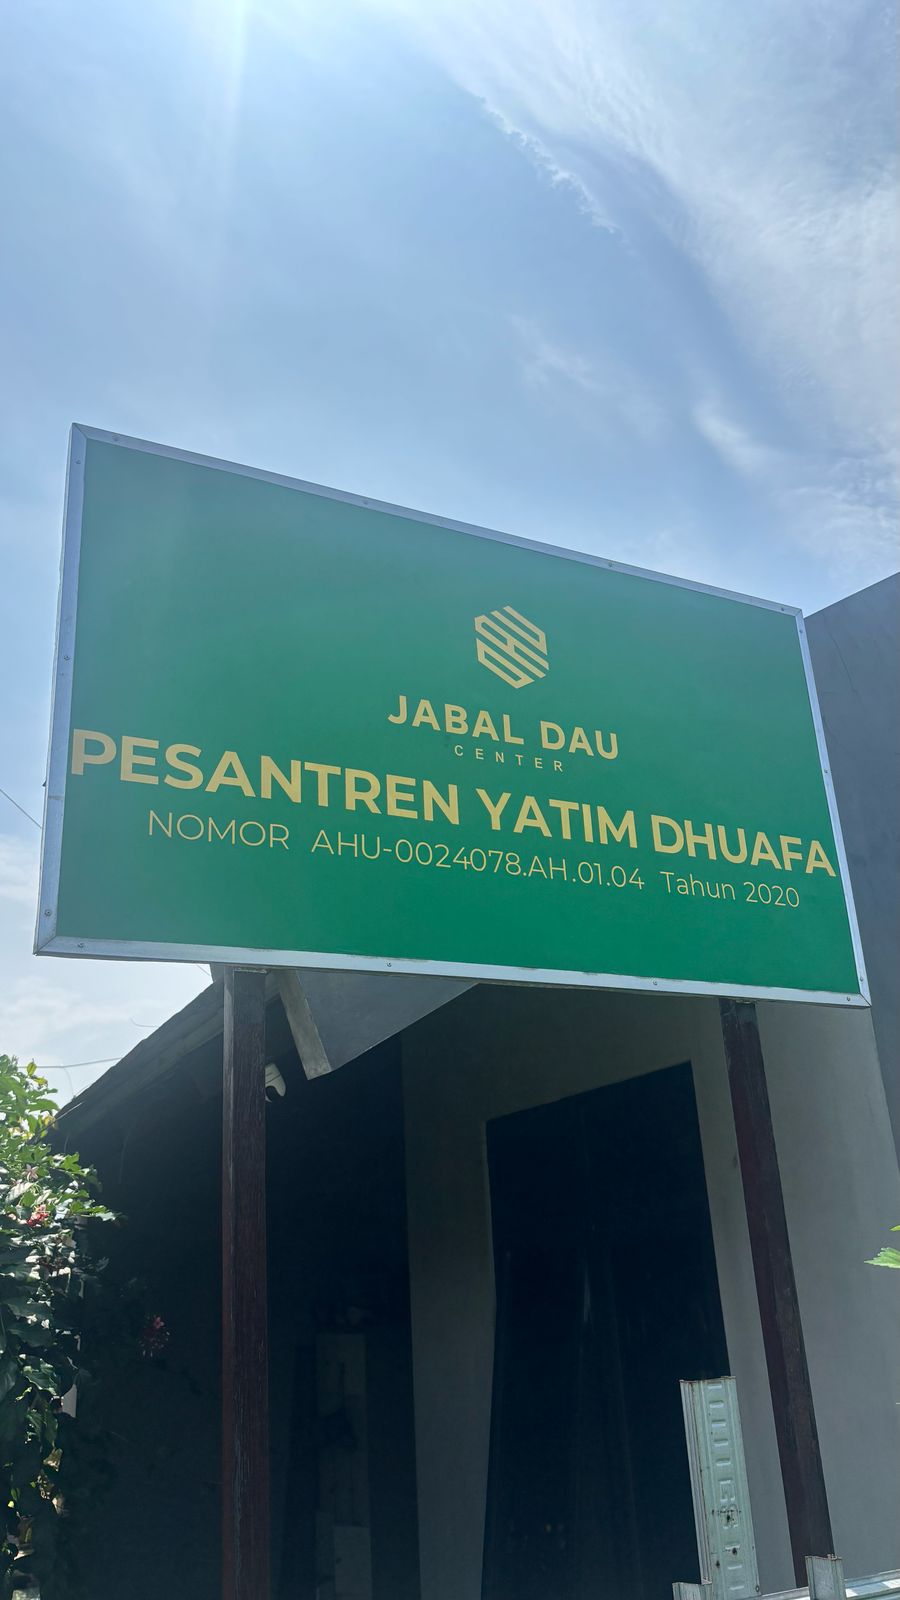 JABAL DAU
CENTER
PESANTREN YATIM DHUAFA
NOMOR AHU-0024078.AH.01.04 Tahun 2020